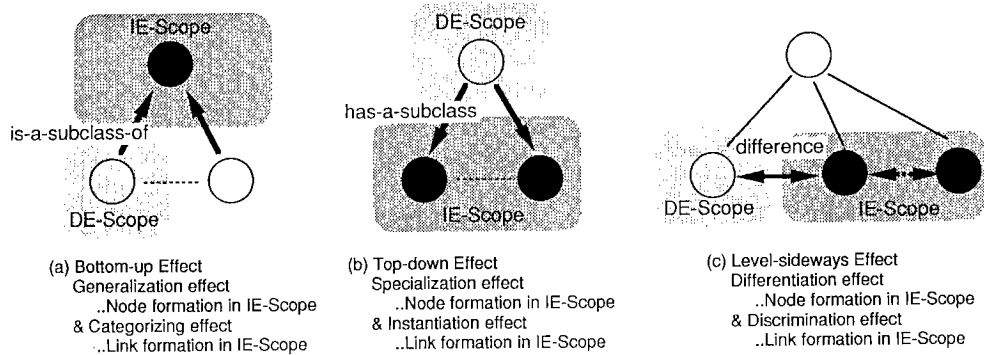 IE-Scope
is-a-subclass-of
DE-Scope
(a) Bottom-up Effect
Generalization effect
..Node formation in IE-Scope
& Categorizing effect
..Link formation in IE-Scope
DE-Scope
has-a-subclass
IE-Scope
(b) Top-down Effect
Specialization effect
..Node formation in IE-Scope
& Instantiation effect
..Link formation in IE-Scope
difference
DE-Scope
IE-Scope
(c) Level-sideways Effect
Differentiation effect
..Node formation in IE-Scope
& Discrimination effect
..Link formation in IE-Scope